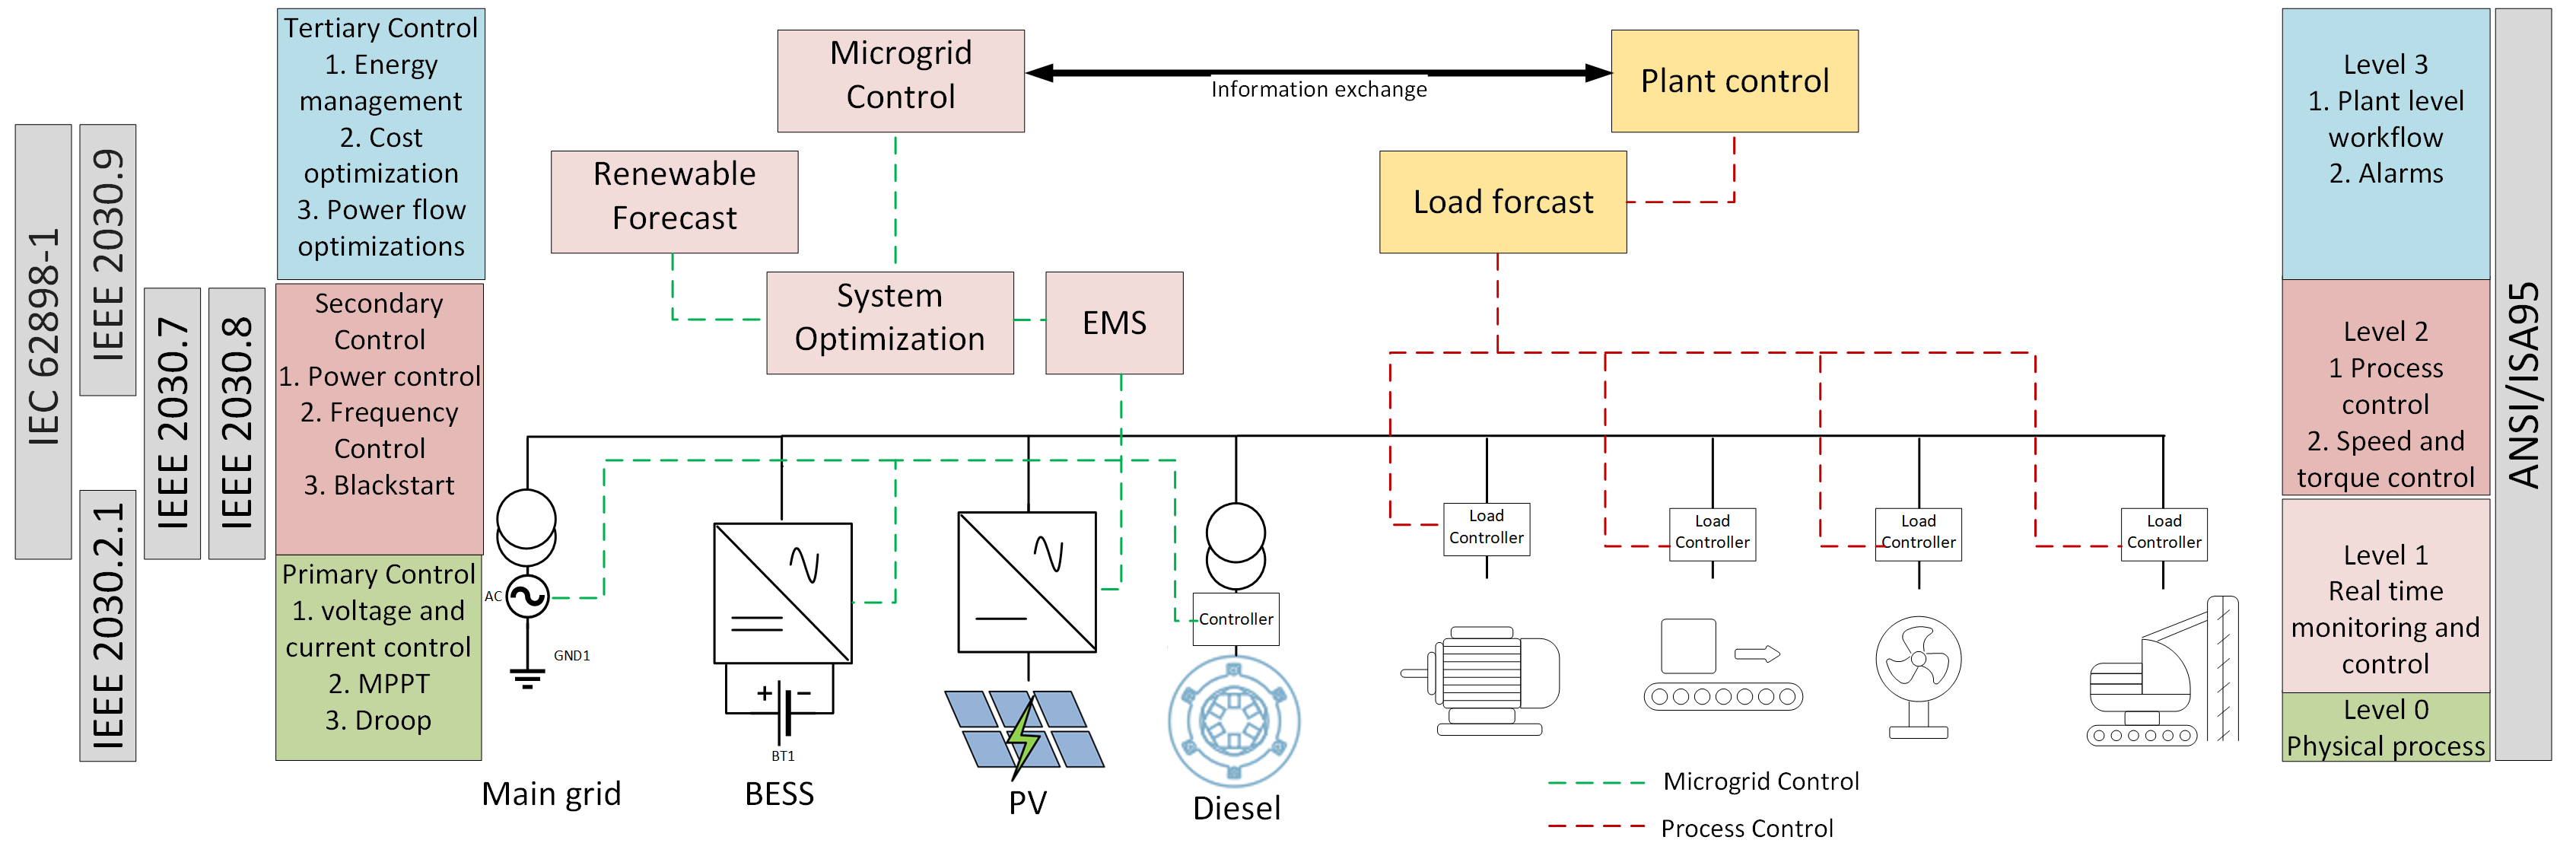 IEC 62898-1
IEEE 2030.9
IEEE 2030.2.1
IEEE 2030.7
IEEE 2030.8
Tertiary Control
1. Energy
management
2. Cost
optimization
3. Power flow
optimizations
Secondary
Control
1. Power control
2. Frequency
Control
3. Blackstart
Primary Control
1. voltage and
current control
2. MPPT
3. Droop
Microgrid
Control
Information exchange
Plant control
Renewable
Forecast
Load forcast
System
Optimization
EMS
AC
GND1
Main grid
+ −
BT1
BESS
PV
Controller
Diesel
Load
Controller
Load
Controller
Load
Controller
Load
Controller
Microgrid Control
Process Control
Level 3
1. Plant level
workflow
2. Alarms
Level 2
1 Process
control
2. Speed and
torque control
Level 1
Real time
monitoring and
control
Level 0
Physical process
ANSI/ISA95